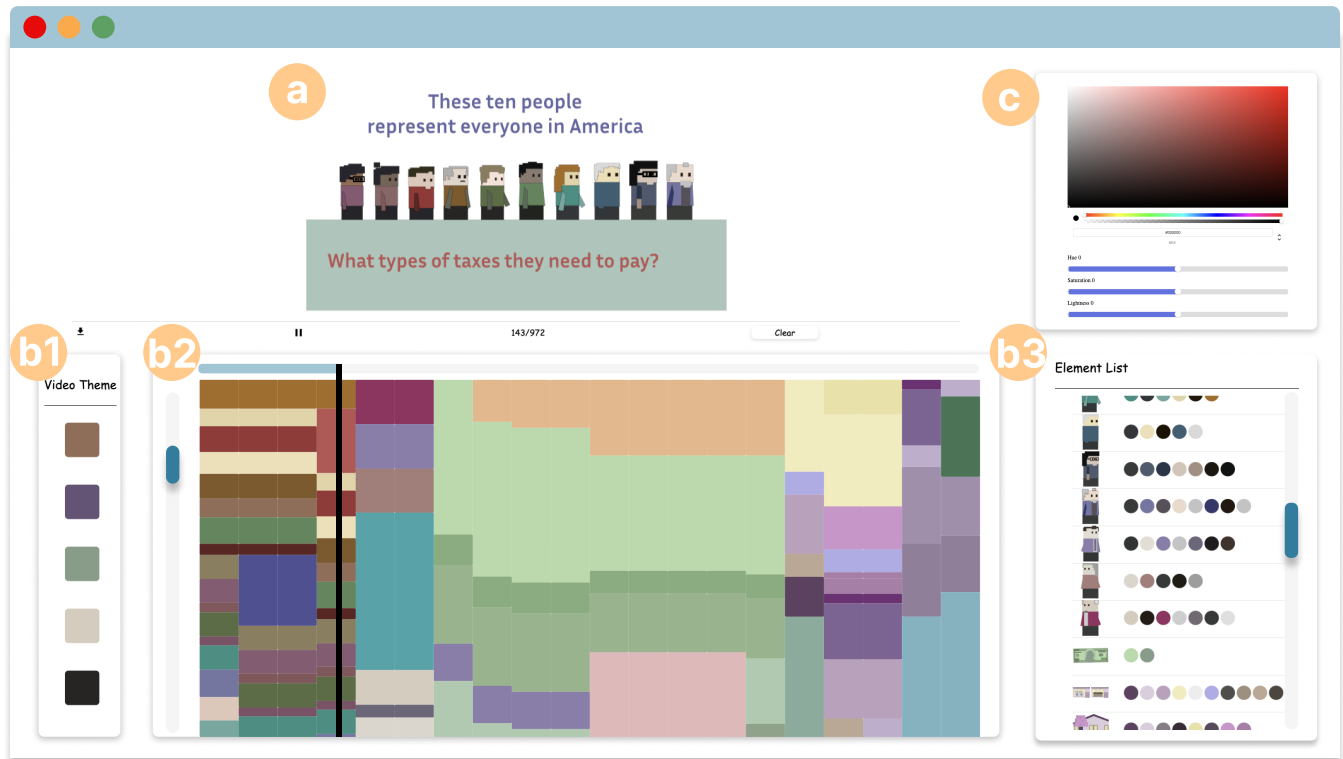 a
These ten people
represent everyone in America
What types of taxes they need to pay?
143/972
Clear
c
#000000
HEX
Hue 0
Saturation 0
Lightness 0
b1
Video Theme
b2
b3
Element List